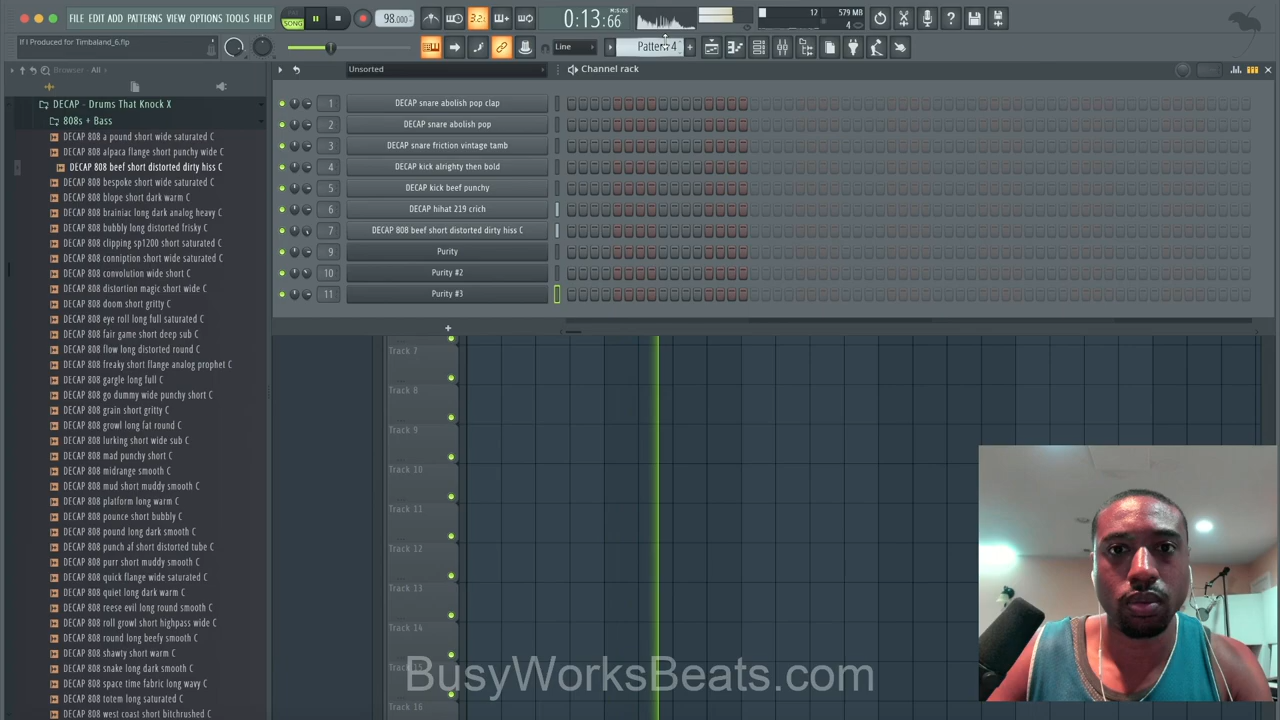 FILE EDIT ADD PATTERNS VIEW OPTIONS TOOLS HELP
SONG
98.000
3.2:
0:13:66
M:S:CS
12
579 MB
4
If I Produced for Timbaland_6.flp
Line
Pattern 4
Browser - All
Unsorted
Channel rack
DECAP - Drums That Knock X
808s + Bass
DECAP 808 a pound short wide saturated C
DECAP 808 alpaca flange short punchy wide C
DECAP 808 beef short distorted dirty hiss C
DECAP 808 bespoke short wide saturated C
DECAP 808 blope short dark warm C
DECAP 808 brainiac long dark analog heavy C
DECAP 808 bubbly long distorted frisky C
DECAP 808 clipping sp1200 short saturated C
DECAP 808 conniption short wide saturated C
DECAP 808 convolution wide short C
DECAP 808 distortion magic short wide C
DECAP 808 doom short gritty C
DECAP 808 eye roll long full saturated C
DECAP 808 fair game short deep sub C
DECAP 808 flow long distorted round C
DECAP 808 freaky short flange analog prophet C
DECAP 808 gargle long full C
DECAP 808 go dummy wide punchy short C
DECAP 808 grain short gritty C
DECAP 808 growl long fat round C
DECAP 808 lurking short wide sub C
DECAP 808 mad punchy short C
DECAP 808 midrange smooth C
DECAP 808 mud short muddy smooth C
DECAP 808 platform long warm C
DECAP 808 pounce short bubbly C
DECAP 808 pound long dark smooth C
DECAP 808 punch af short distorted tube C
DECAP 808 purr short muddy smooth C
DECAP 808 quick flange wide saturated C
DECAP 808 quiet long dark warm C
DECAP 808 reese evil long round smooth C
DECAP 808 roll growl short highpass wide C
DECAP 808 round long beefy smooth C
DECAP 808 shawty short warm C
DECAP 808 snake long dark smooth C
DECAP 808 space time fabric long wavy C
DECAP 808 totem long saturated C
DECAP 808 west coast short bitcrushed C
1 DECAP snare abolish pop clap
2 DECAP snare abolish pop
3 DECAP snare friction vintage tamb
4 DECAP kick alrighty then bold
5 DECAP kick beef punchy
6 DECAP hihat 219 crich
7 DECAP 808 beef short distorted dirty hiss C
9 Purity
10 Purity #2
11 Purity #3
+
Track 7
Track 8
Track 9
Track 10
Track 11
Track 12
Track 13
Track 14
Track 16
BusyWorksBeats.com